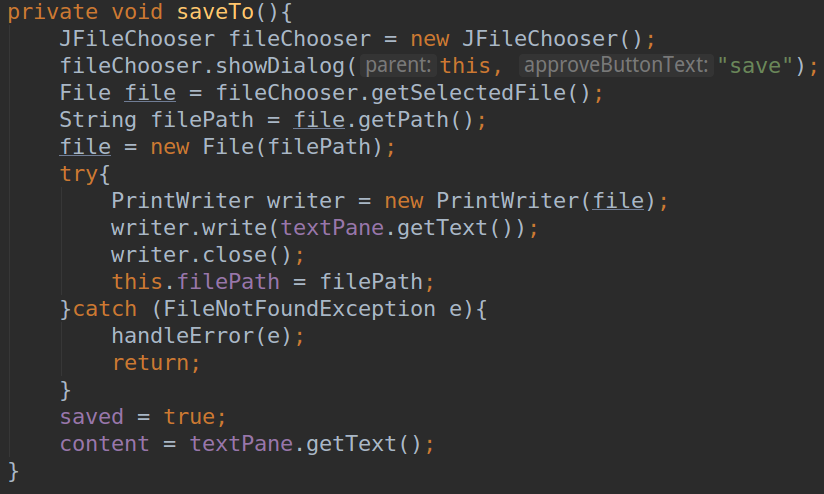 private void saveTo(){
    JFileChooser fileChooser = new JFileChooser();
    fileChooser.showDialog( parent: this, approveButtonText: "save");
    File file = fileChooser.getSelectedFile();
    String filePath = file.getPath();
    file = new File(filePath);
    try{
        PrintWriter writer = new PrintWriter(file);
        writer.write(textPane.getText());
        writer.close();
        this.filePath = filePath;
    }catch (FileNotFoundException e){
        handleError(e);
        return;
    }
    saved = true;
    content = textPane.getText();
}